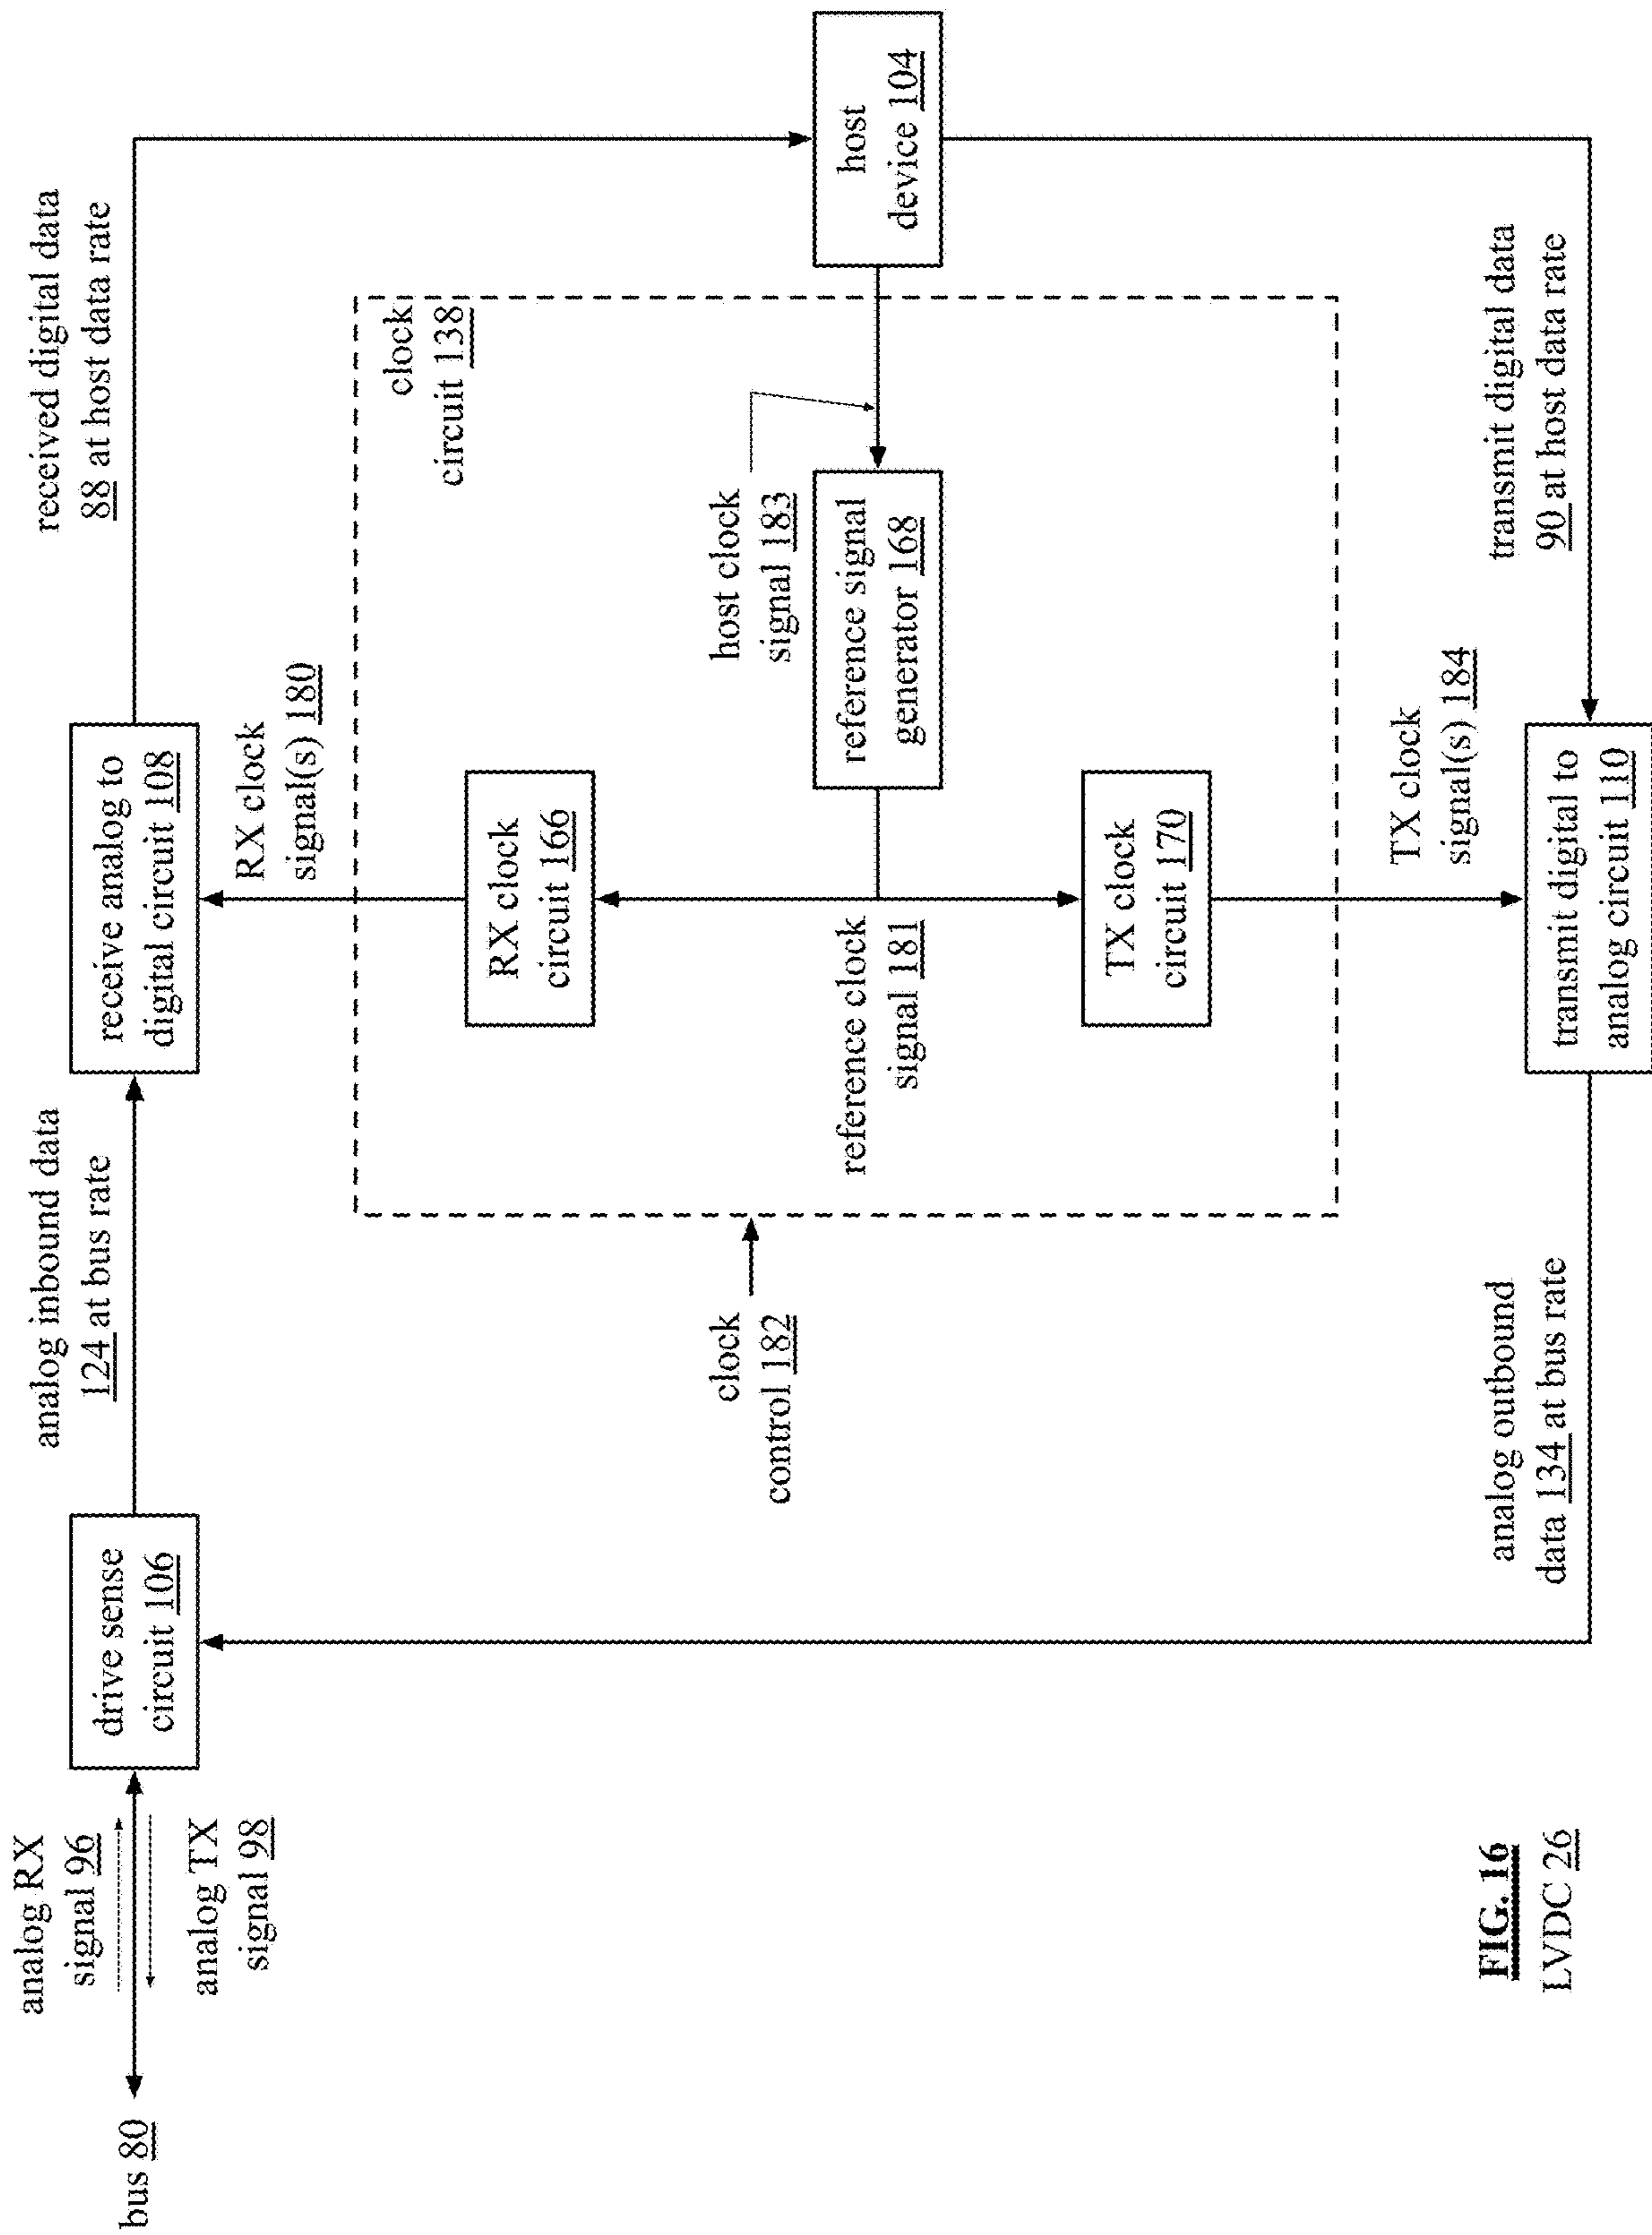 bus 80
analog RX
signal 96
analog TX
signal 98
drive sense
circuit 106
analog inbound data
124 at bus rate
receive analog to
digital circuit 108
received digital data
88 at host data rate
RX clock
signal(s) 180
clock
circuit 138
RX clock
circuit 166
clock
control 182
reference clock
signal 181
host clock
signal 183
reference signal
generator 168
host
device 104
TX clock
circuit 170
TX clock
signal(s) 184
analog outbound
data 134 at bus rate
transmit digital to
analog circuit 110
transmit digital data
90 at host data rate
FIG. 16
LVDC 26